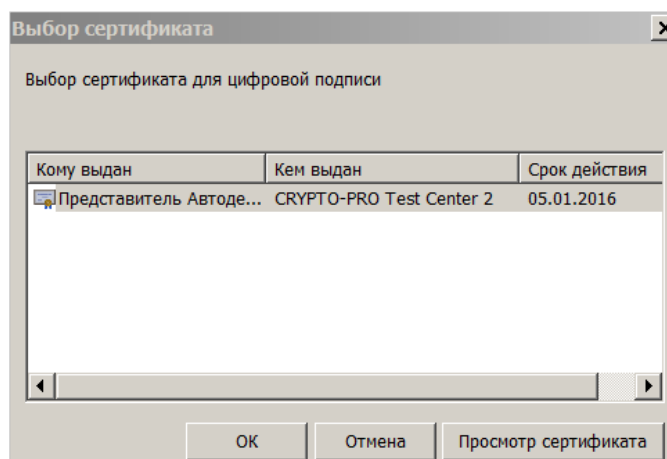 Выбор сертификата
Выбор сертификата для цифровой подписи
Кому выдан Кем выдан Срок действия
Представитель Автоде... CRYPTO-PRO Test Center 2 05.01.2016
ОК Отмена Просмотр сертификата